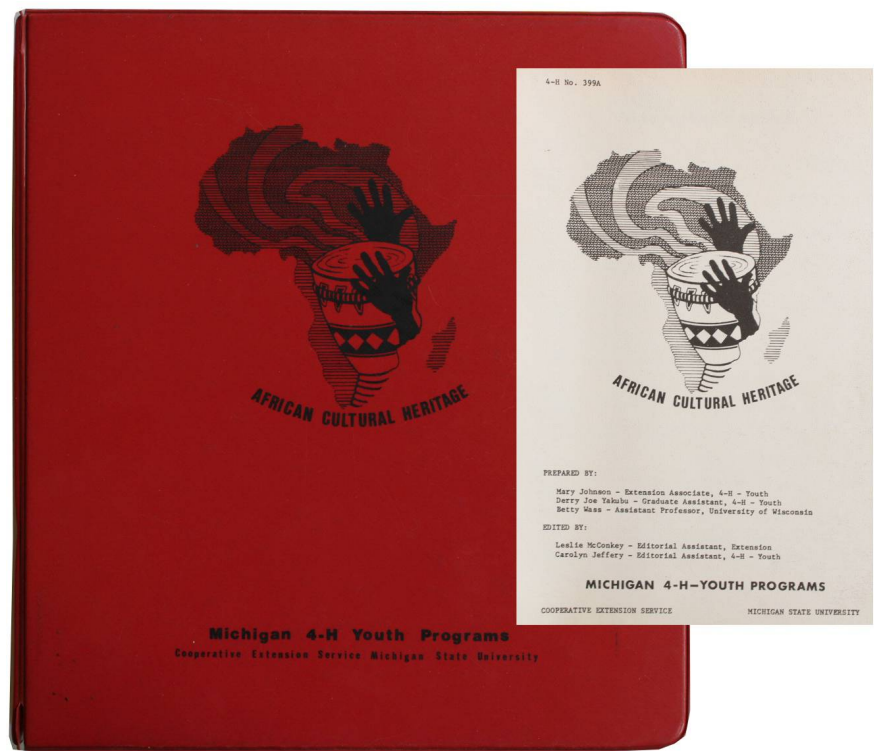 AFRICAN CULTURAL HERITAGE
Michigan 4-H Youth Programs
Cooperative Extension Service Michigan State University
4-H No. 399A
AFRICAN CULTURAL HERITAGE
PREPARED BY:
Mary Johnson - Extension Associate, 4-H - Youth
Derry Joe Yakubu - Graduate Assistant, 4-H - Youth
Betty Wass - Assistant Professor, University of Wisconsin
EDITED BY:
Leslie McConkey - Editorial Assistant, Extension
Carolyn Jeffery - Editorial Assistant, 4-H - Youth
MICHIGAN 4-H—YOUTH PROGRAMS
COOPERATIVE EXTENSION SERVICE MICHIGAN STATE UNIVERSITY